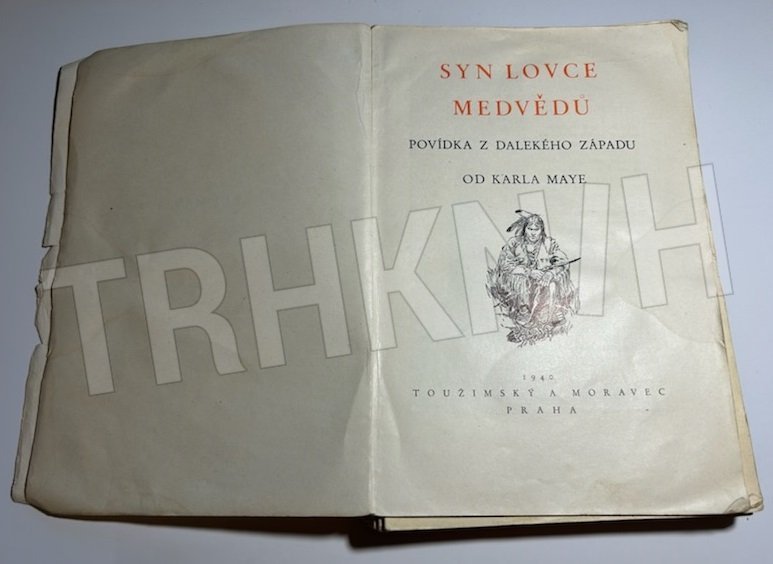 SYN LOVCE
MEDVĚDŮ
POVÍDKA Z DALEKÉHO ZÁPADU
OD KARLA MAYE
TRHKNIH
1940
TOUŽIMSKÝ A MORAVEC
PRAHA